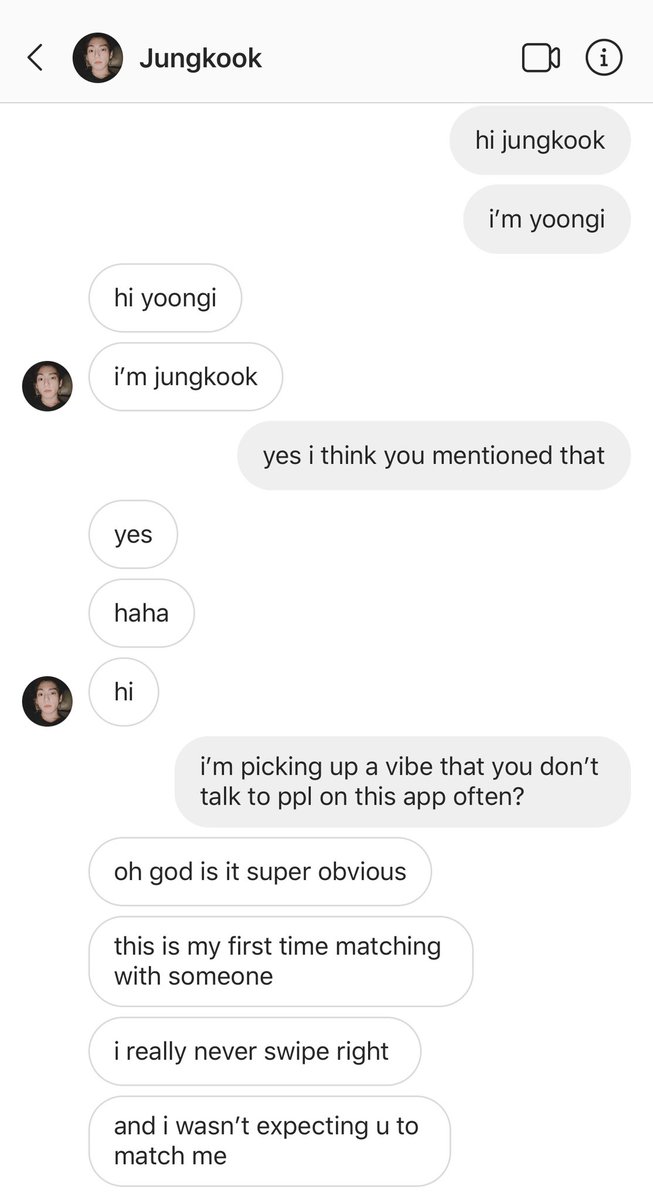 Jungkook
hi jungkook
i’m yoongi
hi yoongi
i’m jungkook
yes i think you mentioned that
yes
haha
hi
i’m picking up a vibe that you don’t
talk to ppl on this app often?
oh god is it super obvious
this is my first time matching
with someone
i really never swipe right
and i wasn’t expecting u to
match me